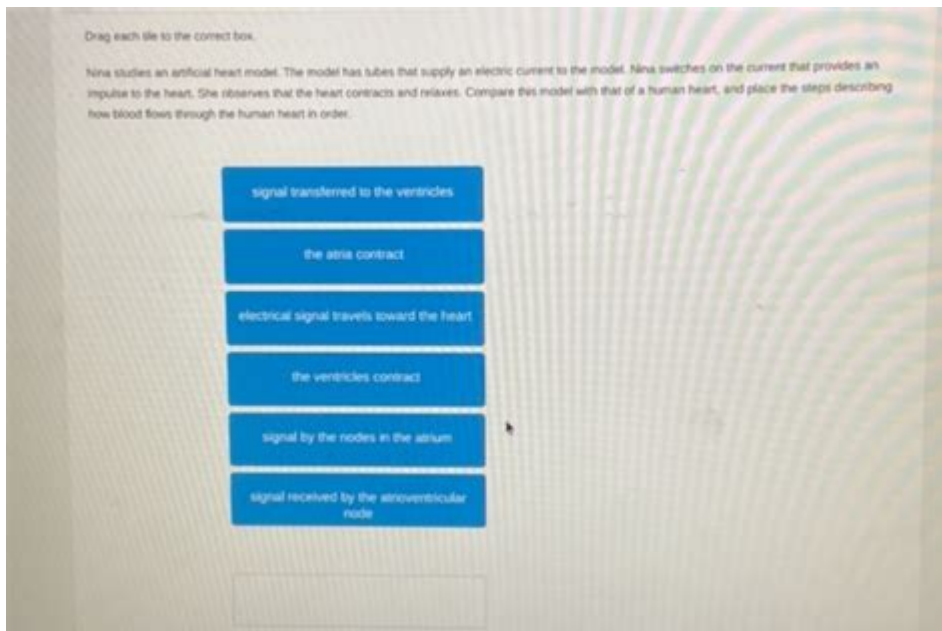 Drag each tile to the correct box.
Nina studies an artificial heart model. The model has tubes that supply an electric current to the model. Nina switches on the current that provides an
impulse to the heart. She observes that the heart contracts and relaxes. Compare this model with that of a human heart, and place the steps describing
how blood flows through the human heart in order.
signal transferred to the ventricles
the atria contract
electrical signal travels toward the heart
the ventricles contract
signal by the nodes in the atrium
signal received by the atrioventricular
node